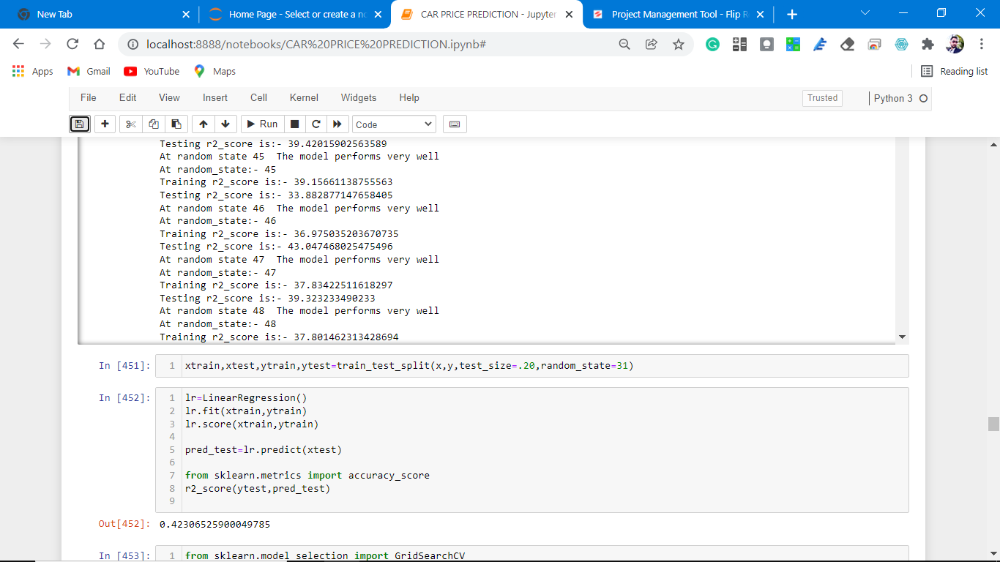 New Tab
Home Page - Select or create a no
CAR PRICE PREDICTION - Jupyter
Project Management Tool - Flip R
localhost:8888/notebooks/CAR%20PRICE%20PREDICTION.ipynb#
Apps
Gmail
YouTube
Maps
Reading list
File Edit View Insert Cell Kernel Widgets Help
Trusted
Python 3
Run
Code
Testing r2_score is:- 39.42015902563589
At random state 45  The model performs very well
At random_state:- 45
Training r2_score is:- 39.15661138755563
Testing r2_score is:- 33.882877147658405
At random state 46  The model performs very well
At random_state:- 46
Training r2_score is:- 36.975035203670735
Testing r2_score is:- 43.047468025475496
At random state 47  The model performs very well
At random_state:- 47
Training r2_score is:- 37.83422511618297
Testing r2_score is:- 39.323233490233
At random state 48  The model performs very well
At random_state:- 48
Training r2_score is:- 37.801462313428694
In [451]: 1 xtrain,xtest,ytrain,ytest=train_test_split(x,y,test_size=.20,random_state=31)
In [452]: 1 lr=LinearRegression()
2 lr.fit(xtrain,ytrain)
3 lr.score(xtrain,ytrain)
4
5 pred_test=lr.predict(xtest)
6
7 from sklearn.metrics import accuracy_score
8 r2_score(ytest,pred_test)
9
Out[452]: 0.42306525900049785
In [453]: 1 from sklearn.model_selection import GridSearchCV